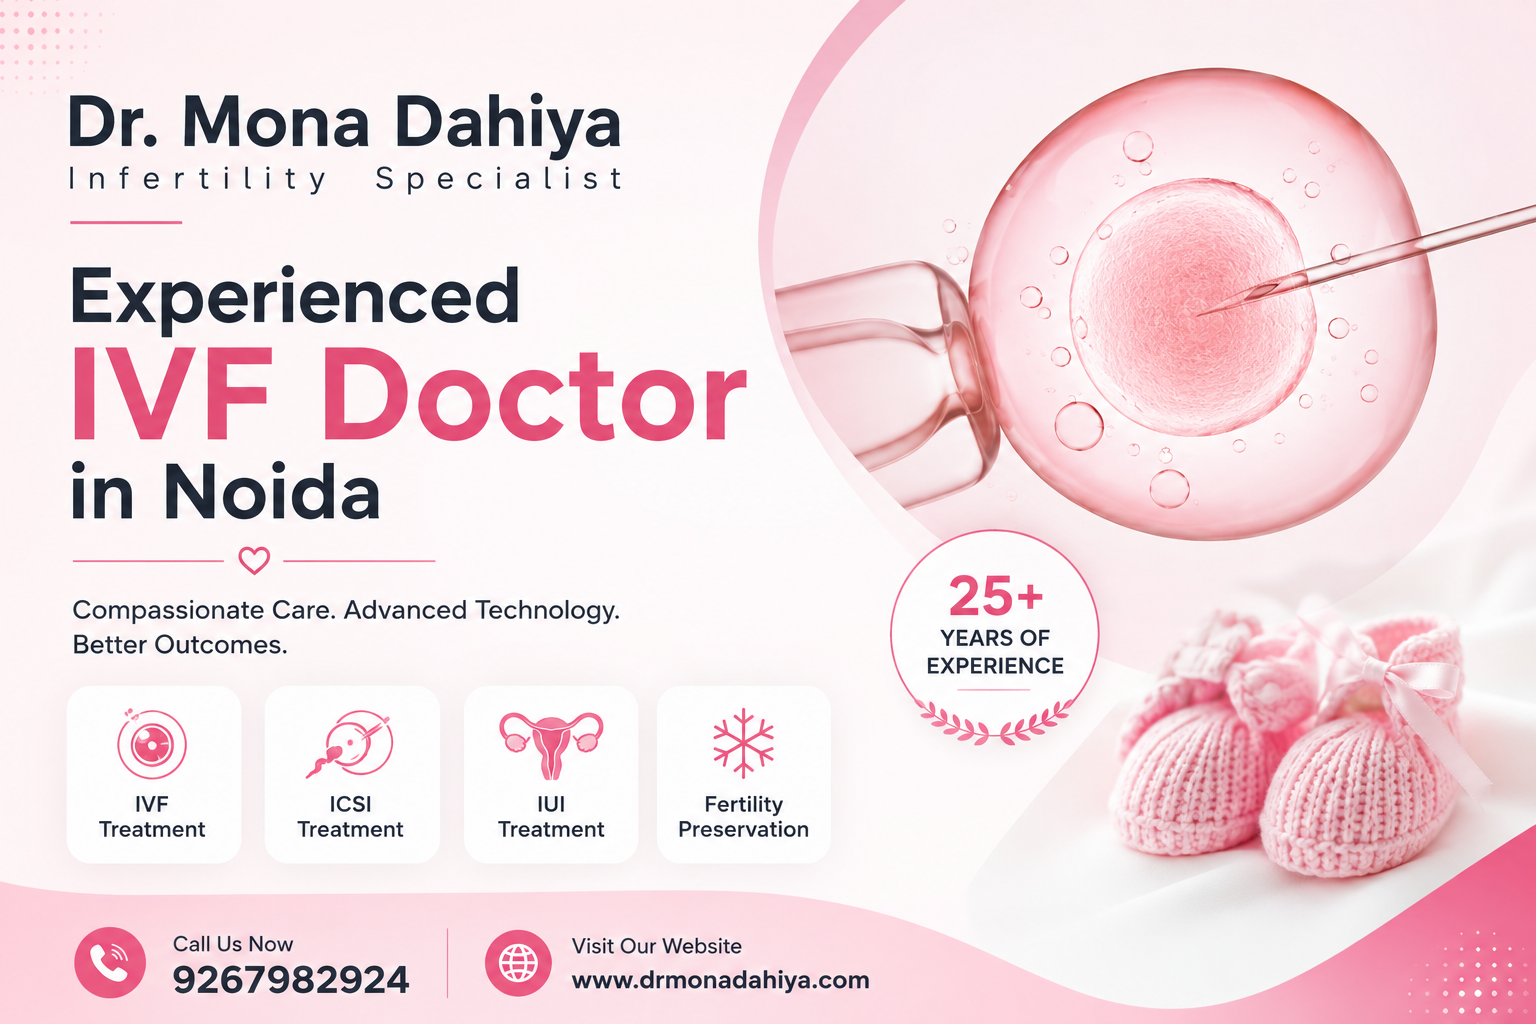 Dr. Mona Dahiya
Infertility Specialist
Experienced
IVF Doctor
in Noida
Compassionate Care. Advanced Technology.
Better Outcomes.
25+
YEARS OF
EXPERIENCE
IVF
Treatment
ICSI
Treatment
IUI
Treatment
Fertility
Preservation
Call Us Now
9267982924
Visit Our Website
www.drmonadahiya.com